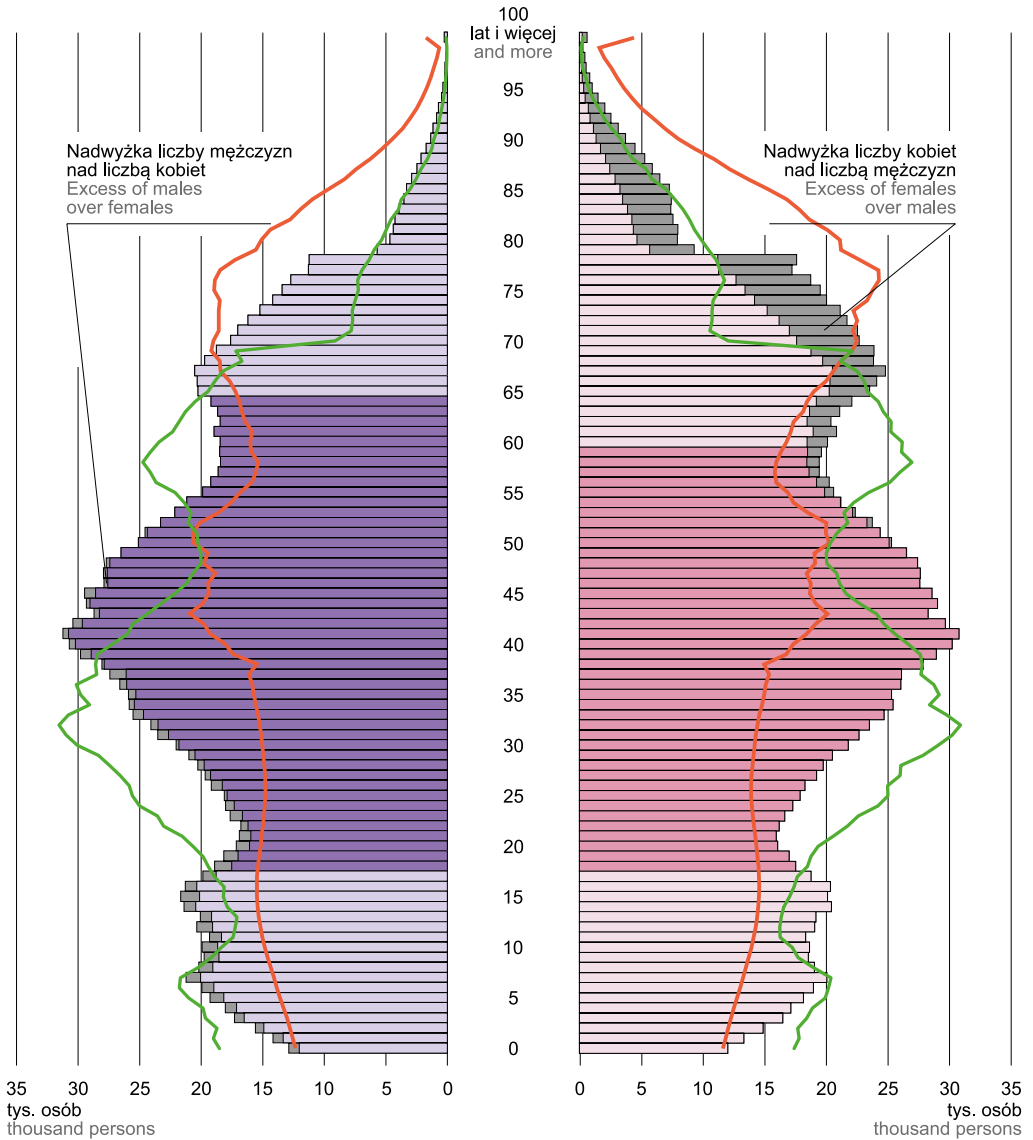 100
lat i więcej
and more
95
90
Nadwyżka liczby mężczyzn
nad liczbą kobiet
Excess of males
over females
Nadwyżka liczby kobiet
nad liczbą mężczyzn
Excess of females
over males
85
80
75
70
65
60
55
50
45
40
35
30
25
20
15
10
5
0
35 30 25 20 15 10 5 0 0 5 10 15 20 25 30 35
tys. osób
thousand persons
tys. osób
thousand persons